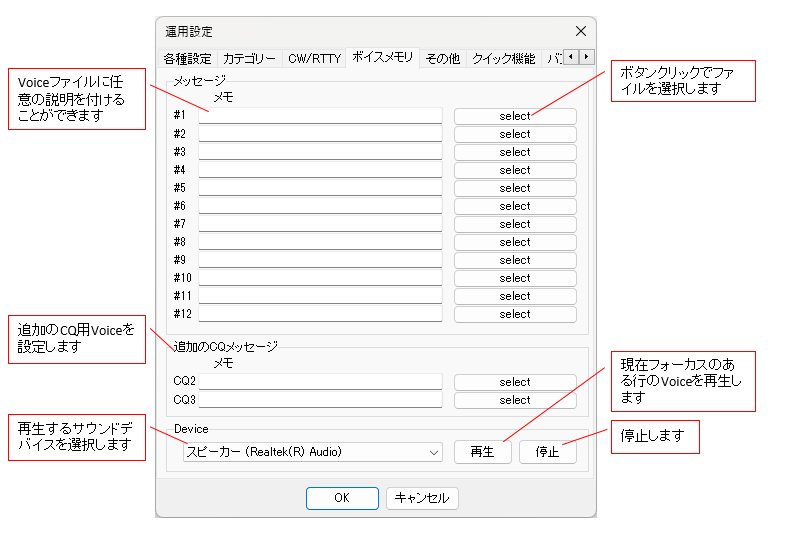 運用設定
各種設定 カテゴリー CW/RTTY ボイスメモリ その他 クイック機能
メッセージ
メモ
#1 select
#2 select
#3 select
#4 select
#5 select
#6 select
#7 select
#8 select
#9 select
#10 select
#11 select
#12 select
追加のCQメッセージ
メモ
CQ2 select
CQ3 select
Device
スピーカー (Realtek(R) Audio) 再生 停止
OK キャンセル
Voiceファイルに任
意の説明を付ける
ことができます
ボタンクリックでファ
イルを選択します
追加のCQ用Voiceを
設定します
現在フォーカスのあ
る行のVoiceを再生し
ます
再生するサウンドデ
バイスを選択します
停止します